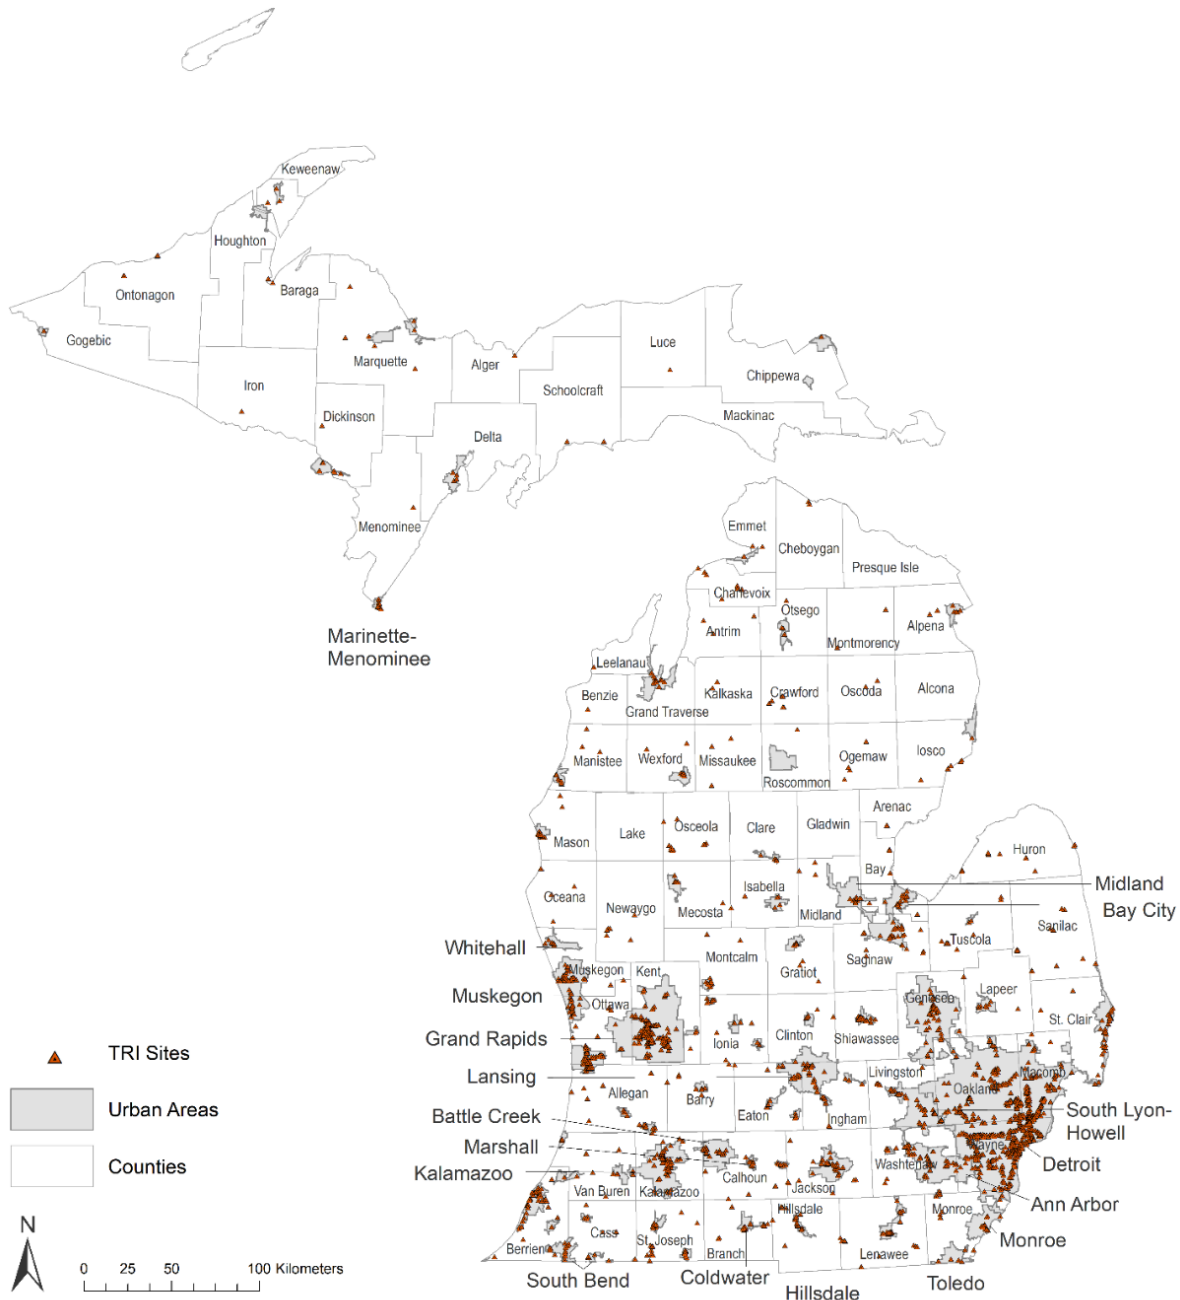 Keweenaw
Houghton
Ontonagon
Baraga
Gogebic
Marquette
Alger
Luce
Chippewa
Iron
Dickinson
Schoolcraft
Mackinac
Delta
Menominee
Marinette-
Menominee
Emmet
Cheboygan
Presque Isle
Charlevoix
Otsego
Antrim
Montmorency
Alpena
Leelanau
Benzie
Grand Traverse
Kalkaska
Crawford
Oscoda
Alcona
Manistee
Wexford
Missaukee
Roscommon
Ogemaw
Iosco
Mason
Lake
Osceola
Clare
Gladwin
Arenac
Huron
Bay
Oceana
Newaygo
Mecosta
Isabella
Midland
Midland
Bay City
Tuscola
Sanilac
Whitehall
Muskegon
Muskegon
Kent
Montcalm
Gratiot
Saginaw
Ottawa
Genesee
Lapeer
St. Clair
Grand Rapids
Ionia
Clinton
Shiawassee
TRI Sites
Urban Areas
Counties
Lansing
Allegan
Barry
Eaton
Ingham
Livingston
Oakland
Macomb
South Lyon-
Howell
Battle Creek
Marshall
Kalamazoo
Van Buren
Kalamazoo
Calhoun
Jackson
Washtenaw
Wayne
Detroit
Ann Arbor
Berrien
Cass
St. Joseph
Branch
Hillsdale
Lenawee
Monroe
Monroe
South Bend
Coldwater
Hillsdale
Toledo
N
0 25 50 100 Kilometers